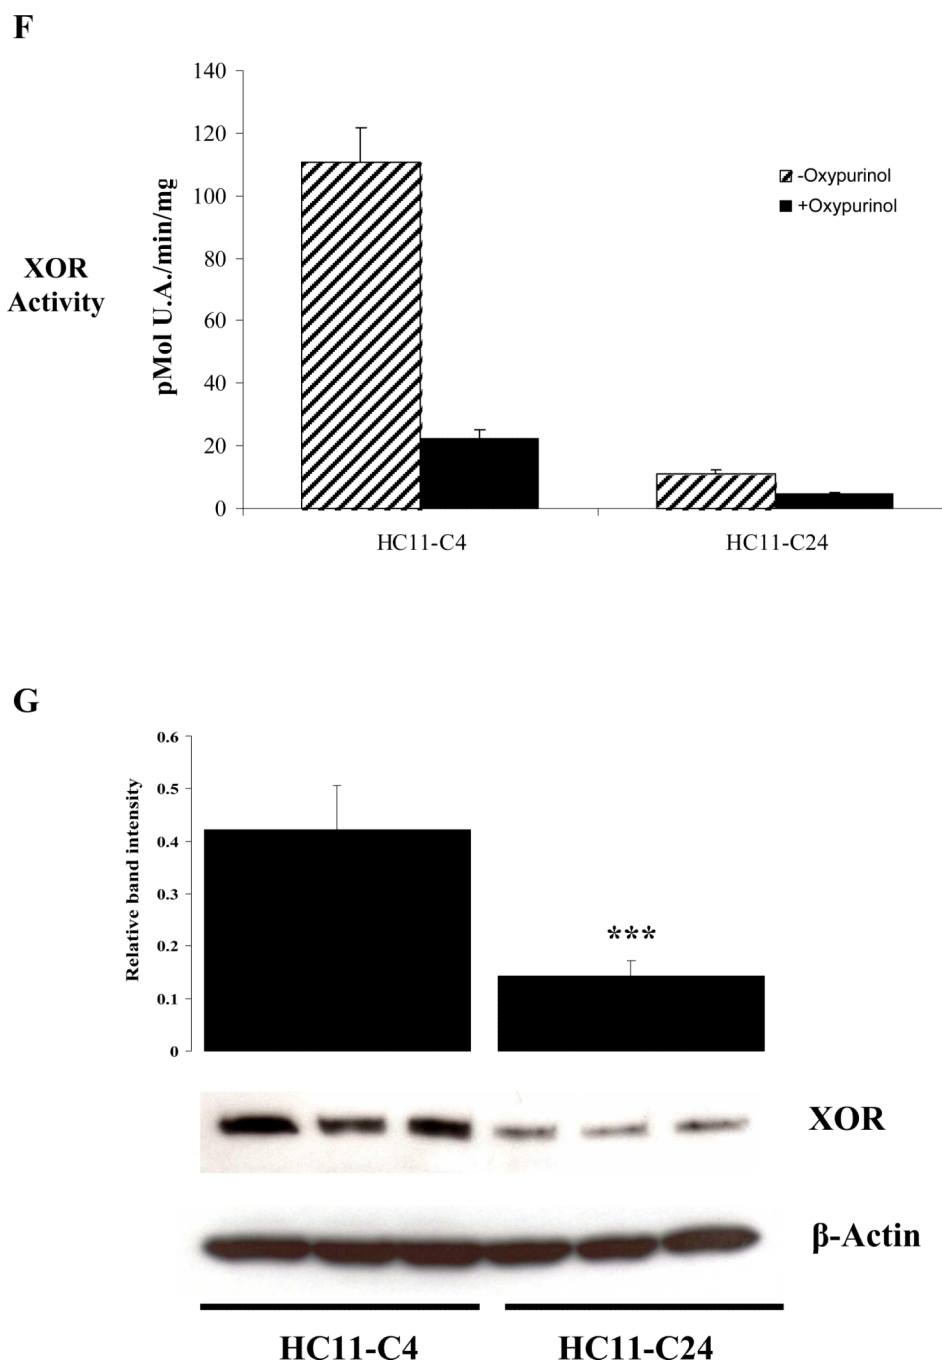 F
140
120
100
80
60
40
20
0
XOR
Activity
pMol U.A./min/mg
-Oxypurinol
+Oxypurinol
HC11-C4
HC11-C24
G
0.6
0.5
0.4
0.3
0.2
0.1
0
Relative band intensity
***
XOR
β-Actin
HC11-C4
HC11-C24